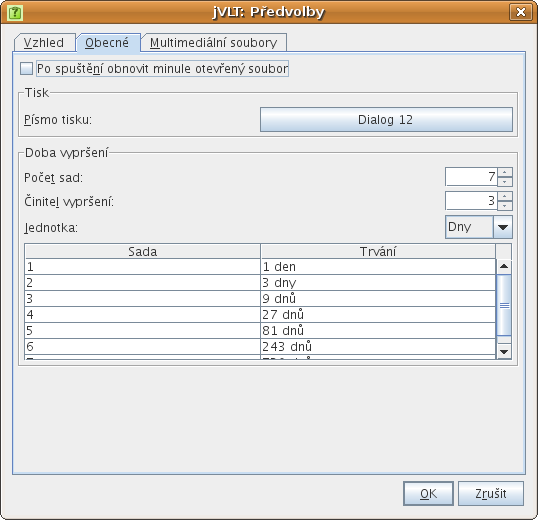 jVLT: Předvolby
Vzhled Obecné Multimediální soubory
Po spuštění obnovit minule otevřený soubor
Tisk
Písmo tisku: Dialog 12
Doba vypršení
Počet sad: 7
Činitel vypršení: 3
Jednotka: Dny
Sada Trvání
1 1 den
2 3 dny
3 9 dnů
4 27 dnů
5 81 dnů
6 243 dnů
OK Zrušit